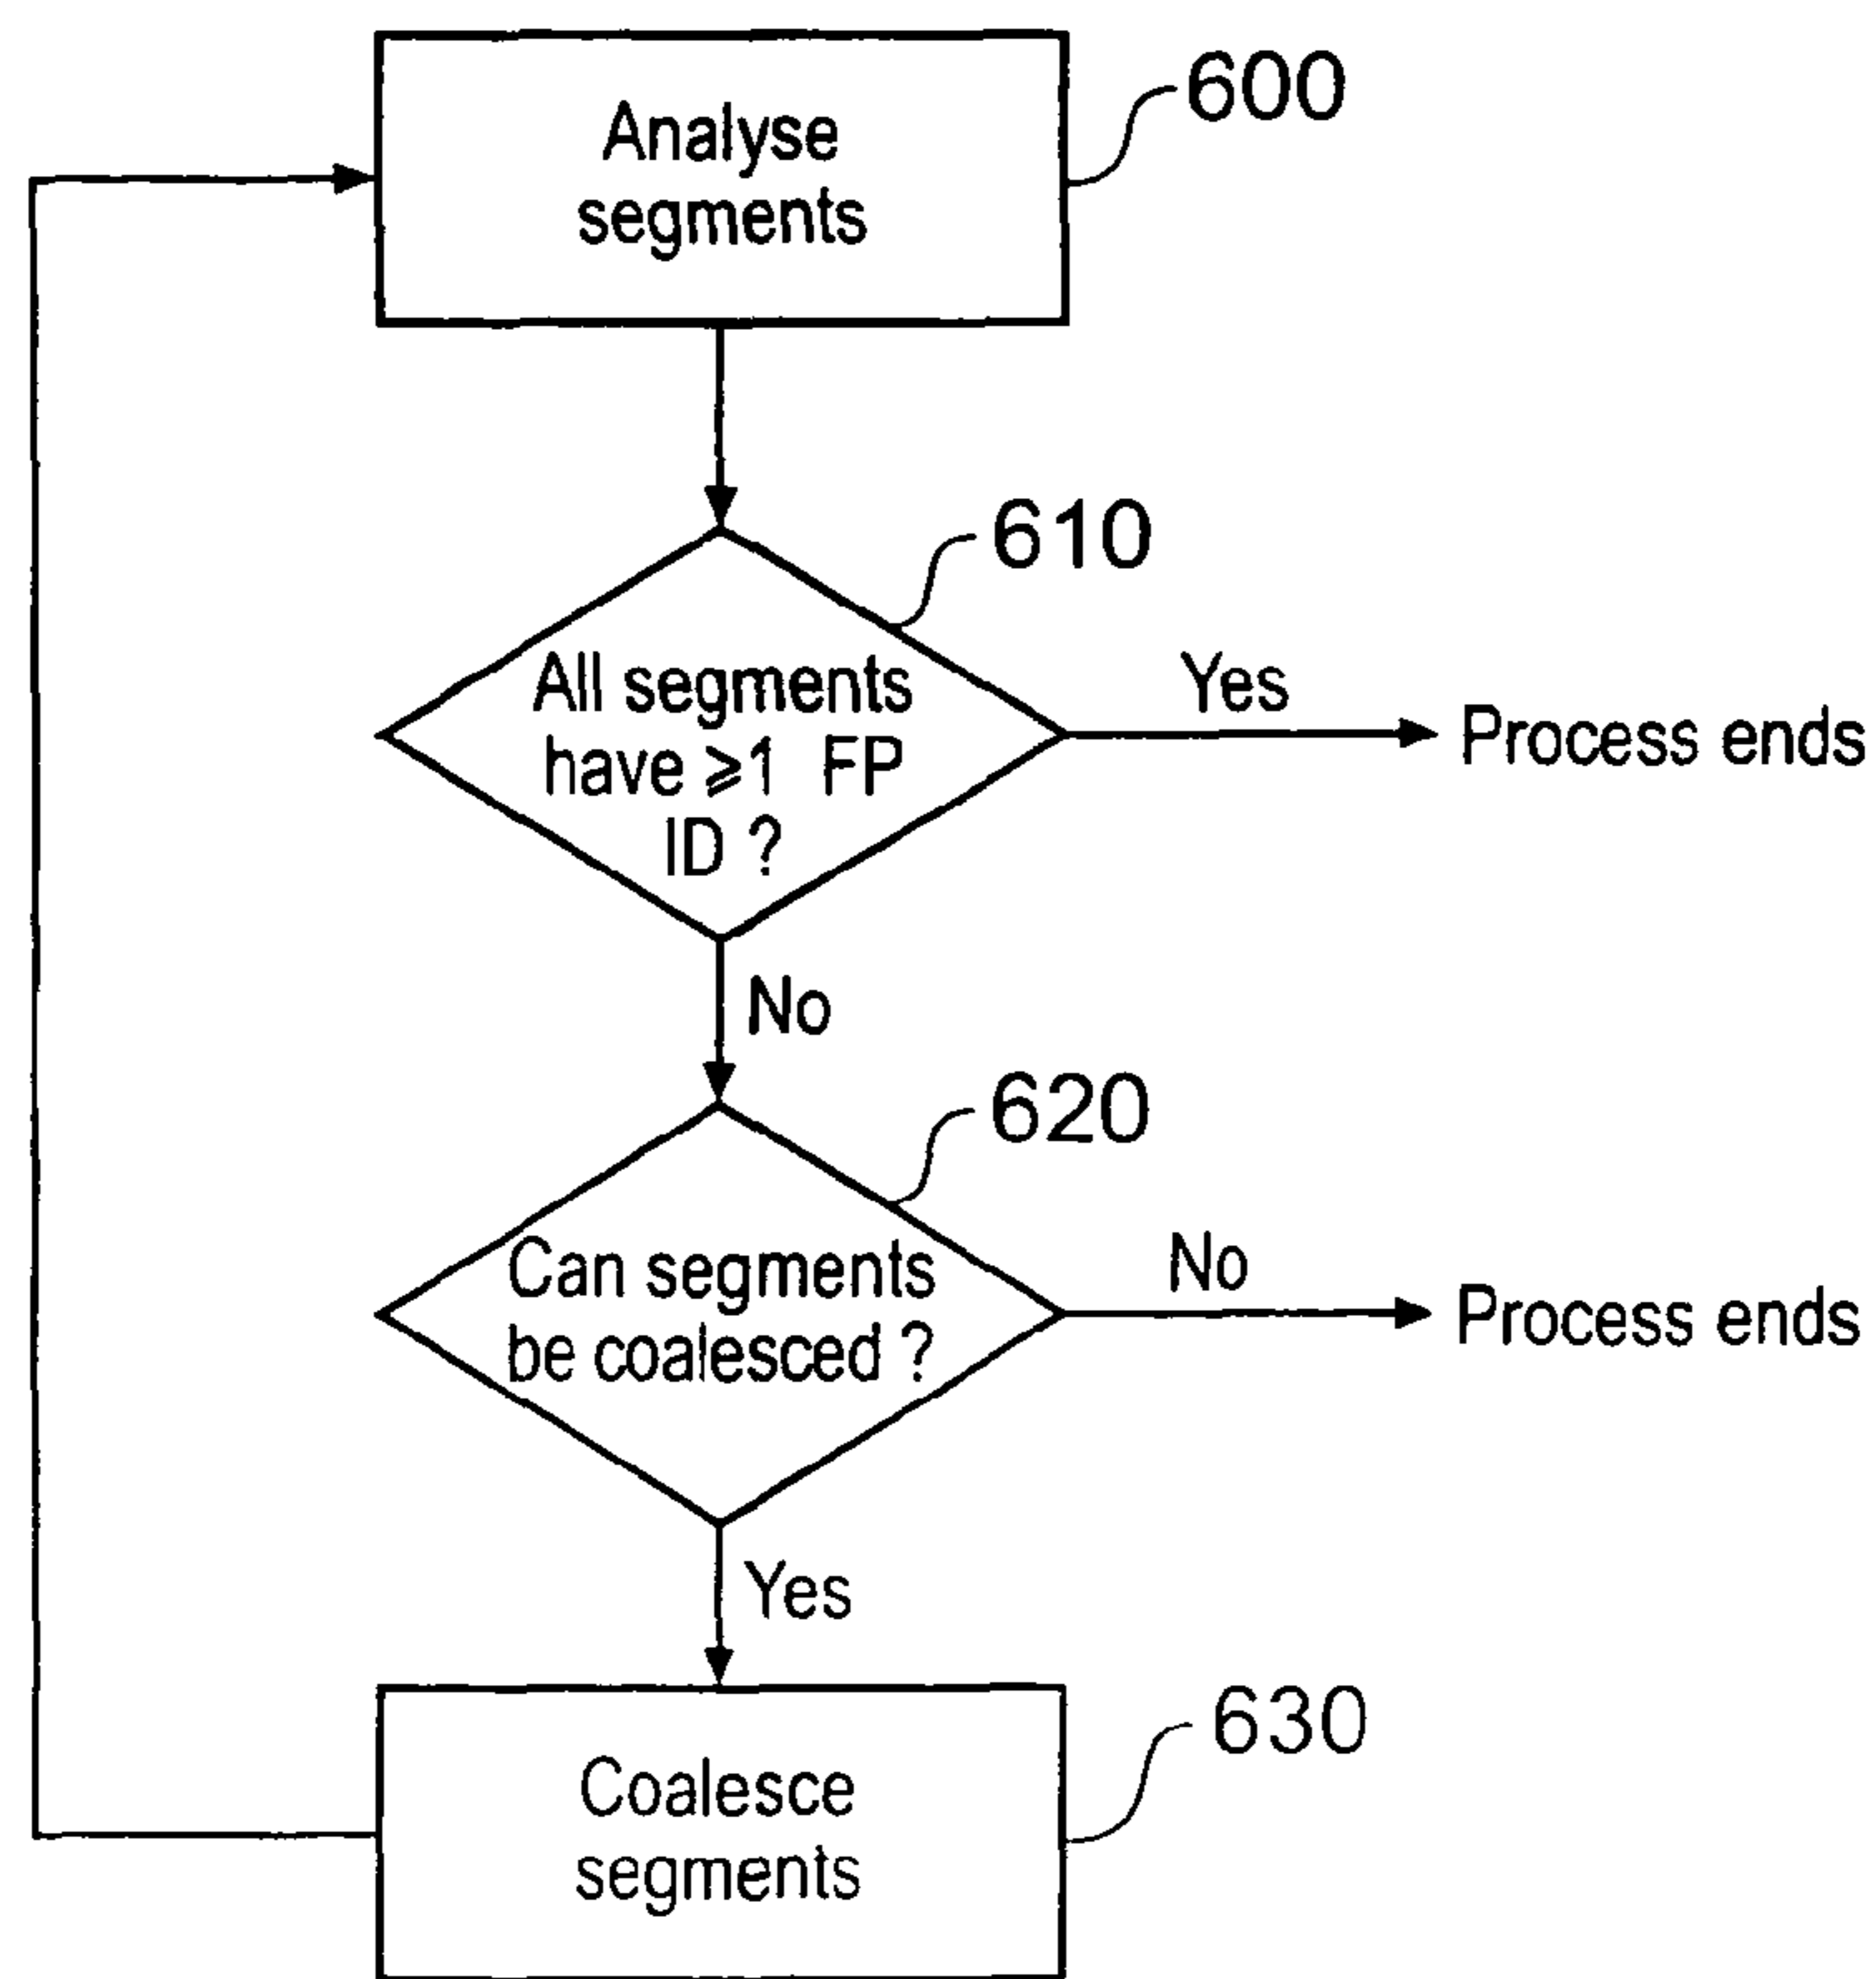 Analyse
segments
600
610
All segments
have ⩾1 FP
ID ?
Yes
Process ends
No
620
Can segments
be coalesced ?
No
Process ends
Yes
630
Coalesce
segments